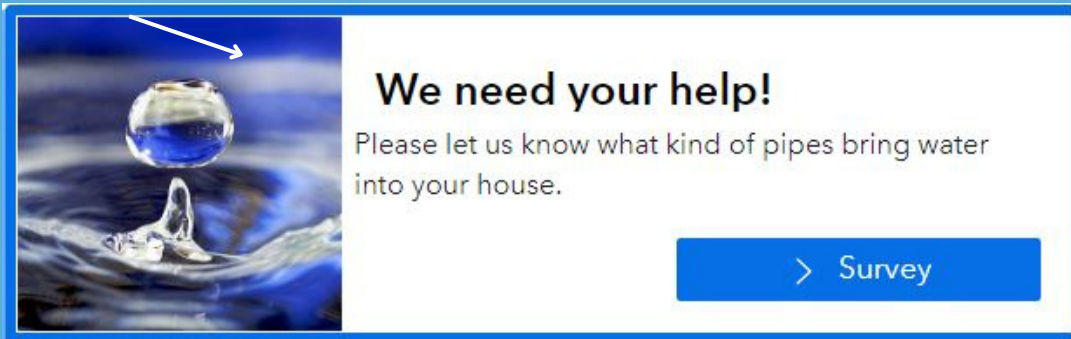 We need your help!
Please let us know what kind of pipes bring water
into your house.
Survey